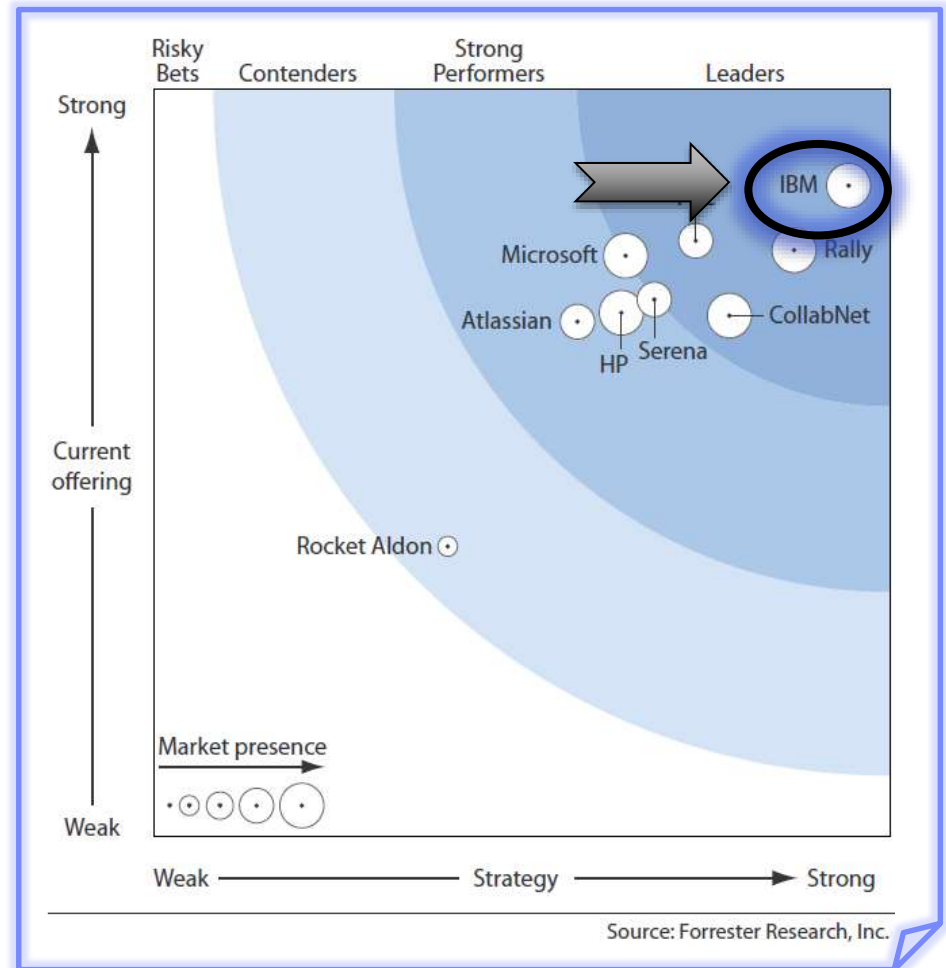 Risky
Bets
Contenders
Strong
Performers
Leaders
Strong
IBM
Microsoft
Rally
Atlassian
CollabNet
HP
Serena
Current
offering
Rocket Aldon
Market presence
Weak
Weak
Strategy
Strong
Source: Forrester Research, Inc.